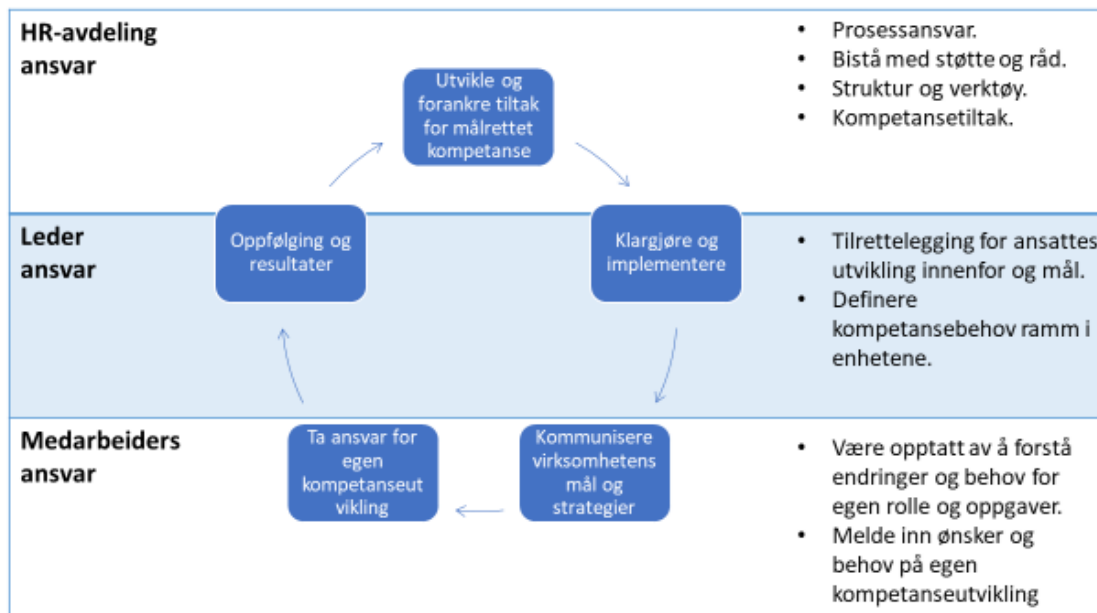 HR-avdeling
ansvar
Utvikle og
forankre tiltak
for målrettet
kompetanse
• Prosessansvar.
• Bistå med støtte og råd.
• Struktur og verktøy.
• Kompetansetiltak.
Leder
ansvar
Oppfølging og
resultater
Klargjøre og
implementere
• Tilrettelegging for ansattes
utvikling innenfor og mål.
• Definere
kompetansebehov ramm i
enhetene.
Medarbeiders
ansvar
Ta ansvar for
egen
kompetanseut
vikling
Kommunisere
virksomhetens
mål og
strategier
• Være opptatt av å forstå
endringer og behov for
egen rolle og oppgaver.
• Melde inn ønsker og
behov på egen
kompetanseutvikling